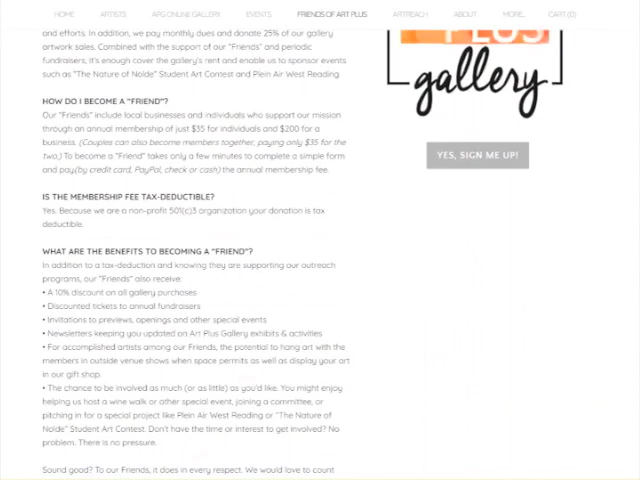 HOME ARTISTS APG ONLINE GALLERY EVENTS FRIENDS OF ART PLUS ARTREACH ABOUT MORE... CART (0)
and efforts. In addition, we pay monthly dues and donate 25% of our gallery
artwork sales. Combined with the support of our "Friends" and periodic
fundraisers, it's enough cover the gallery's rent and enable us to sponsor events
such as "The Nature of Nolde" Student Art Contest and Plein Air West Reading.
HOW DO I BECOME A "FRIEND"?
Our "Friends" include local businesses and individuals who support our mission
through an annual membership of just $35 for individuals and $200 for a
business. (Couples can also become members together, paying only $35 for the
two.) To become a "Friend" takes only a few minutes to complete a simple form
and pay(by credit card, PayPal, check or cash) the annual membership fee.
IS THE MEMBERSHIP FEE TAX-DEDUCTIBLE?
Yes. Because we are a non-profit 501(c)3 organization your donation is tax
deductible.
WHAT ARE THE BENEFITS TO BECOMING A "FRIEND"?
In addition to a tax-deduction and knowing they are supporting our outreach
programs, our "Friends" also receive:
• A 10% discount on all gallery purchases
• Discounted tickets to annual fundraisers
• Invitations to previews, openings and other special events
• Newsletters keeping you updated on Art Plus Gallery exhibits & activities
• For accomplished artists among our Friends, the potential to hang art with the
members in outside venue shows when space permits as well as display your art
in our gift shop.
• The chance to be involved as much (or as little) as you'd like. You might enjoy
helping us host a wine walk or other special event, joining a committee, or
pitching in for a special project like Plein Air West Reading or "The Nature of
Nolde" Student Art Contest. Don't have the time or interest to get involved? No
problem. There is no pressure.
Sound good? To our Friends, it does in every respect. We would love to count
PLUS
gallery
YES, SIGN ME UP!